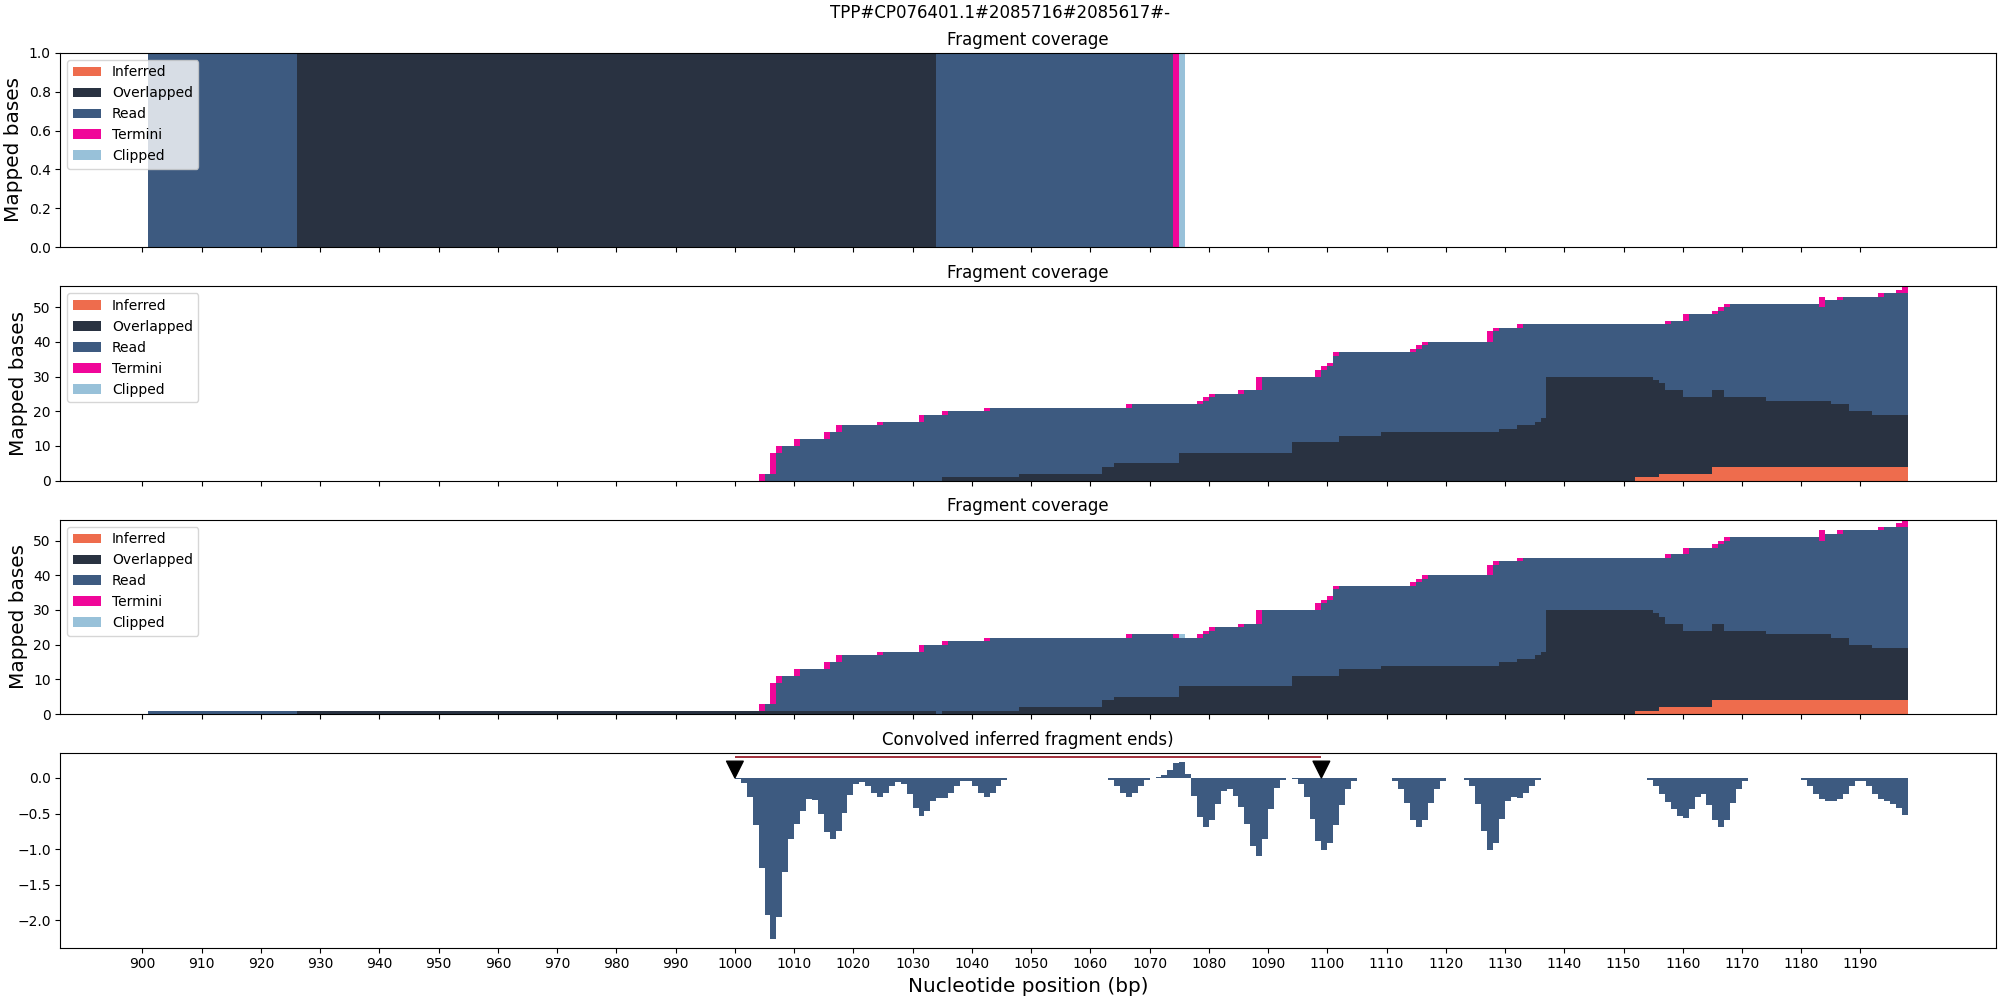 TPP#CP076401.1#2085716#2085617#-
Fragment coverage
Mapped bases
1.0
0.8
0.6
0.4
0.2
0.0
Inferred
Overlapped
Read
Termini
Clipped
Fragment coverage
Mapped bases
50
40
30
20
10
0
Inferred
Overlapped
Read
Termini
Clipped
Fragment coverage
Mapped bases
50
40
30
20
10
0
Inferred
Overlapped
Read
Termini
Clipped
Convolved inferred fragment ends)
0.0
−0.5
−1.0
−1.5
−2.0
900 910 920 930 940 950 960 970 980 990 1000 1010 1020 1030 1040 1050 1060 1070 1080 1090 1100 1110 1120 1130 1140 1150 1160 1170 1180 1190
Nucleotide position (bp)